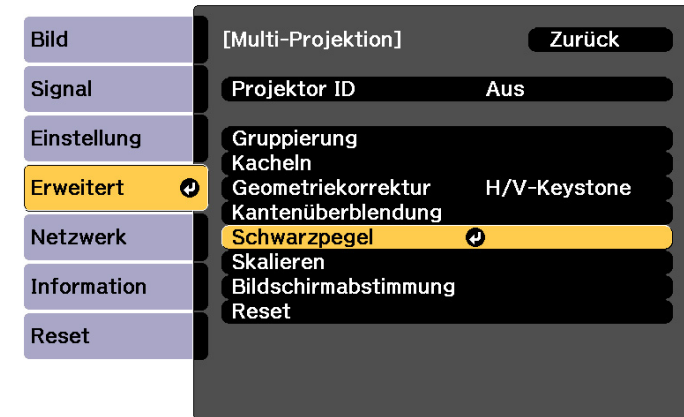 Bild
Signal
Einstellung
Erweitert
Netzwerk
Information
Reset
[Multi-Projektion] Zurück
Projektor ID Aus
Gruppierung
Kacheln
Geometriekorrektur H/V-Keystone
Kantenüberblendung
Schwarzpegel
Skalieren
Bildschirmabstimmung
Reset